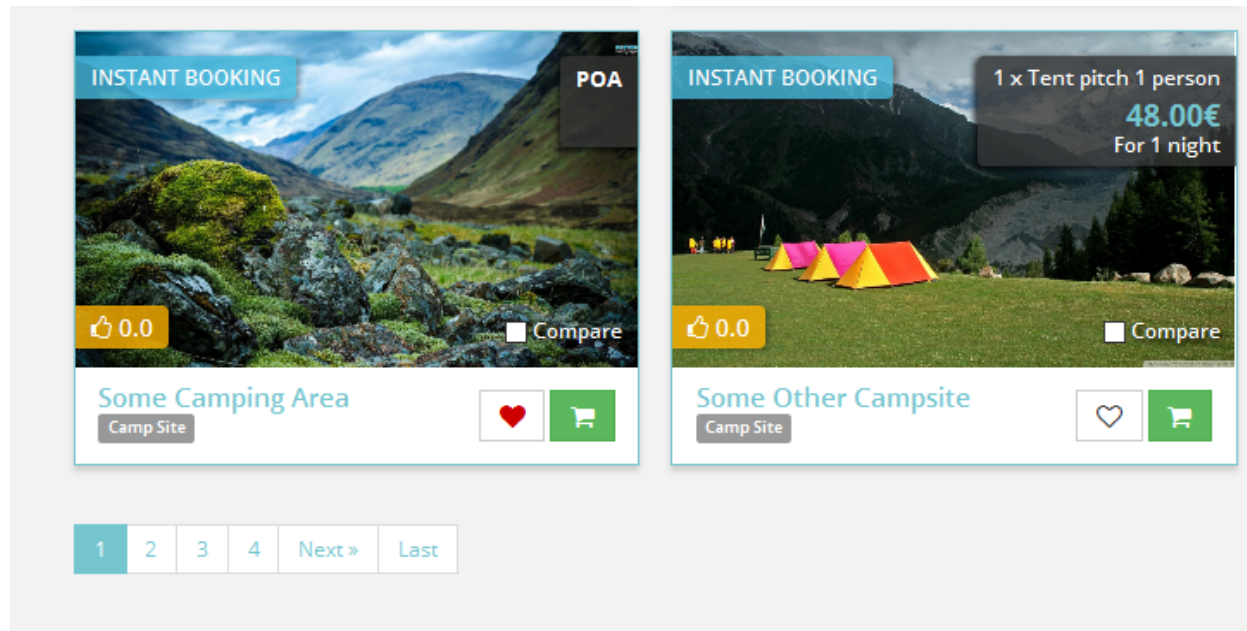 INSTANT BOOKING
POA
0.0
Compare
Some Camping Area
Camp Site
INSTANT BOOKING
1 x Tent pitch 1 person
48.00€
For 1 night
0.0
Compare
Some Other Campsite
Camp Site
1 2 3 4 Next » Last